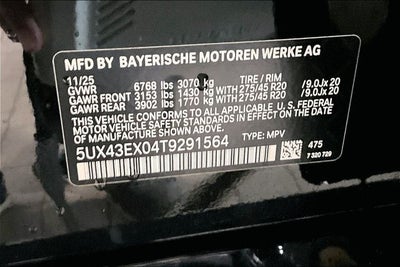 MFD BY BAYERISCHE MOTOREN WERKE AG
11/25 TIRE / RIM
GVWR 6768 lbs 3070 kg
GAWR FRONT 3153 lbs 1430 kg WITH 275/45 R20 /9.0J x 20
GAWR REAR 3902 lbs 1770 kg WITH 275/45 R20 /9.0J x 20
THIS VEHICLE CONFORMS TO ALL APPLICABLE U. S. FEDERAL
MOTOR VEHICLE SAFETY STANDARDS IN EFFECT ON THE DATE
OF MANUFACTURE SHOWN ABOVE.
5UX43EX04T9291564 TYPE: MPV
475
7 320 729